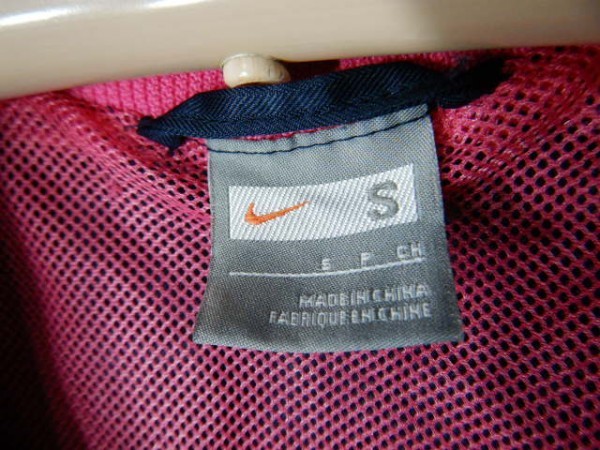 S
S P CH
MADE IN CHINA
FABRIQUE EN CHINE